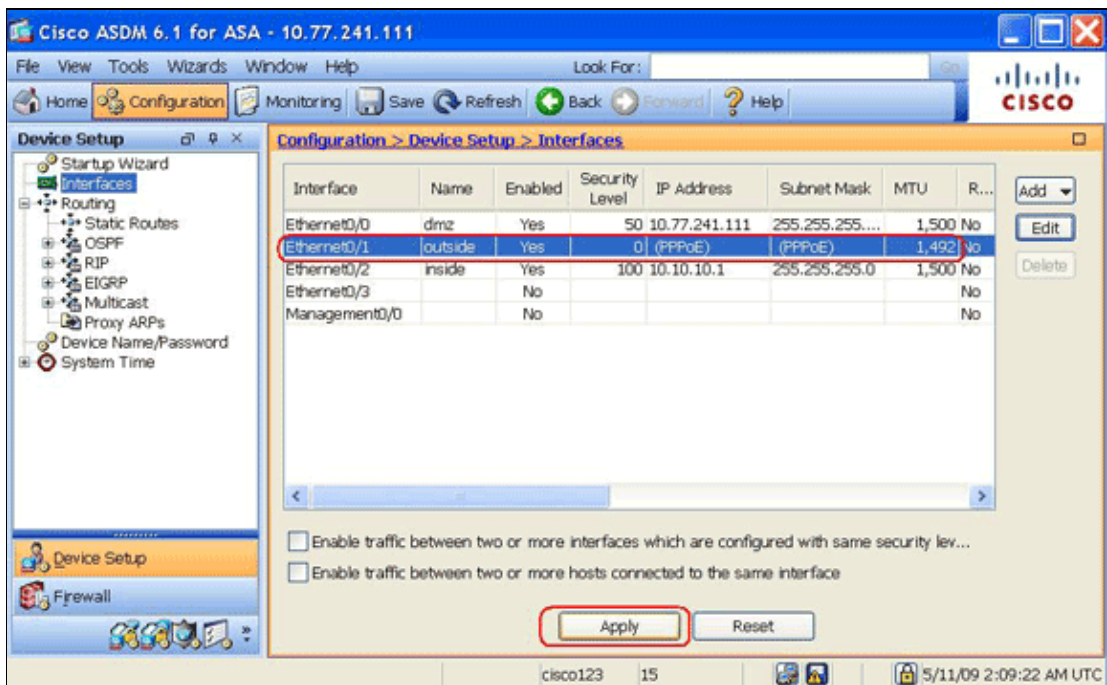 Cisco ASDM 6.1 for ASA - 10.77.241.111
File View Tools Wizards Window Help Look For: Go
Home Configuration Monitoring Save Refresh Back Forward Help
CISCO
Device Setup
Startup Wizard
Interfaces
Routing
Static Routes
OSPF
RIP
EIGRP
Multicast
Proxy ARPs
Device Name/Password
System Time
Device Setup
Firewall
Configuration > Device Setup > Interfaces
Interface Name Enabled Security Level IP Address Subnet Mask MTU R...
Ethernet0/0 dmz Yes 50 10.77.241.111 255.255.255.... 1,500 No
Ethernet0/1 outside Yes 0 (PPPoE) (PPPoE) 1,492 No
Ethernet0/2 inside Yes 100 10.10.10.1 255.255.255.0 1,500 No
Ethernet0/3 No No
Management0/0 No No
Add
Edit
Delete
Enable traffic between two or more interfaces which are configured with same security lev...
Enable traffic between two or more hosts connected to the same interface
Apply Reset
cisco123 15 5/11/09 2:09:22 AM UTC